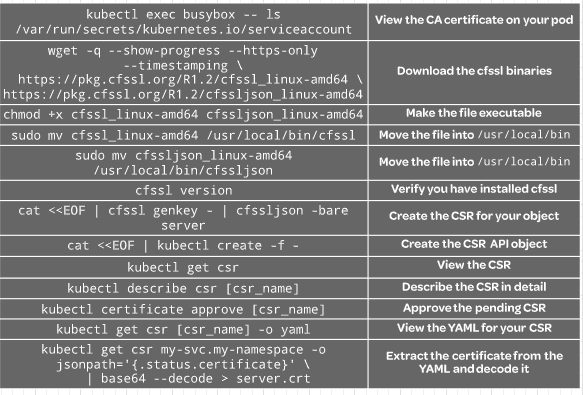 kubectl exec busybox -- ls
/var/run/secrets/kubernetes.io/serviceaccount
View the CA certificate on your pod
wget -q --show-progress --https-only
--timestamping \
https://pkg.cfssl.org/R1.2/cfssl_linux-amd64 \
https://pkg.cfssl.org/R1.2/cfssljson_linux-amd64
Download the cfssl binaries
chmod +x cfssl_linux-amd64 cfssljson_linux-amd64
Make the file executable
sudo mv cfssl_linux-amd64 /usr/local/bin/cfssl
Move the file into /usr/local/bin
sudo mv cfssljson_linux-amd64
/usr/local/bin/cfssljson
Move the file into /usr/local/bin
cfssl version
Verify you have installed cfssl
cat <<EOF | cfssl genkey - | cfssljson -bare
server
Create the CSR for your object
cat <<EOF | kubectl create -f -
Create the CSR API object
kubectl get csr
View the CSR
kubectl describe csr [csr_name]
Describe the CSR in detail
kubectl certificate approve [csr_name]
Approve the pending CSR
kubectl get csr [csr_name] -o yaml
View the YAML for your CSR
kubectl get csr my-svc.my-namespace -o
jsonpath='{.status.certificate}' \
| base64 --decode > server.crt
Extract the certificate from the
YAML and decode it